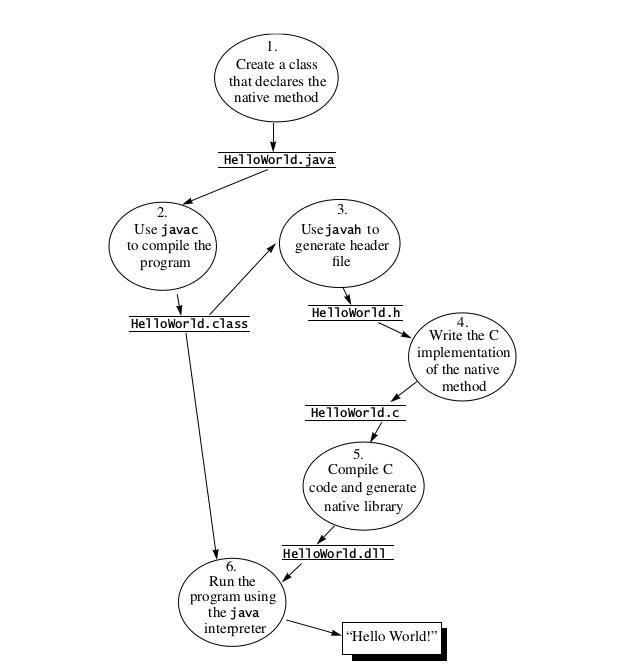 1.
Create a class
that declares the
native method
HelloWorld.java
2.
Use javac
to compile the
program
3.
Use javah to
generate header
file
HelloWorld.class
HelloWorld.h
4.
Write the C
implementation
of the native
method
HelloWorld.c
5.
Compile C
code and generate
native library
HelloWorld.dll
6.
Run the
program using
the java
interpreter
“Hello World!”